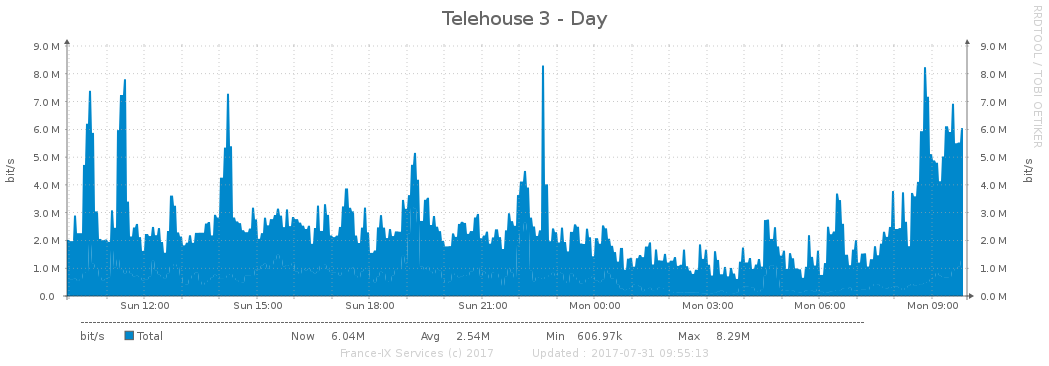 Telehouse 3 - Day
RRDTOOL / TOBI OETIKER
9.0 M 9.0 M
8.0 M 8.0 M
7.0 M 7.0 M
6.0 M 6.0 M
5.0 M 5.0 M
4.0 M 4.0 M
3.0 M 3.0 M
2.0 M 2.0 M
1.0 M 1.0 M
0.0 0.0 M
bit/s bit/s
Sun 12:00 Sun 15:00 Sun 18:00 Sun 21:00 Mon 00:00 Mon 03:00 Mon 06:00 Mon 09:00
bit/s Total Now 6.04M Avg 2.54M Min 606.97k Max 8.29M
France-IX Services (c) 2017 Updated : 2017-07-31 09:55:13